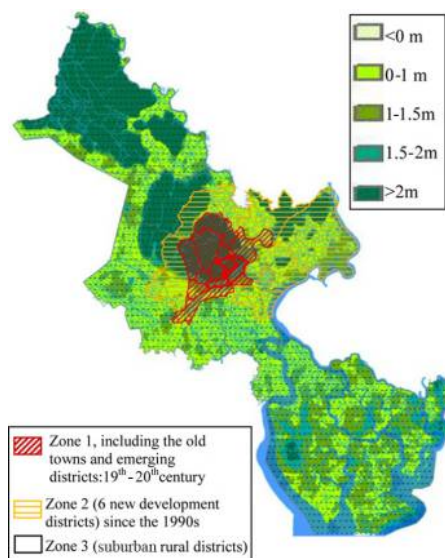 <0 m
0-1 m
1-1.5m
1.5-2m
>2m
Zone 1, including the old
towns and emerging
districts:19th - 20th century
Zone 2 (6 new development
districts) since the 1990s
Zone 3 (suburban rural districts)